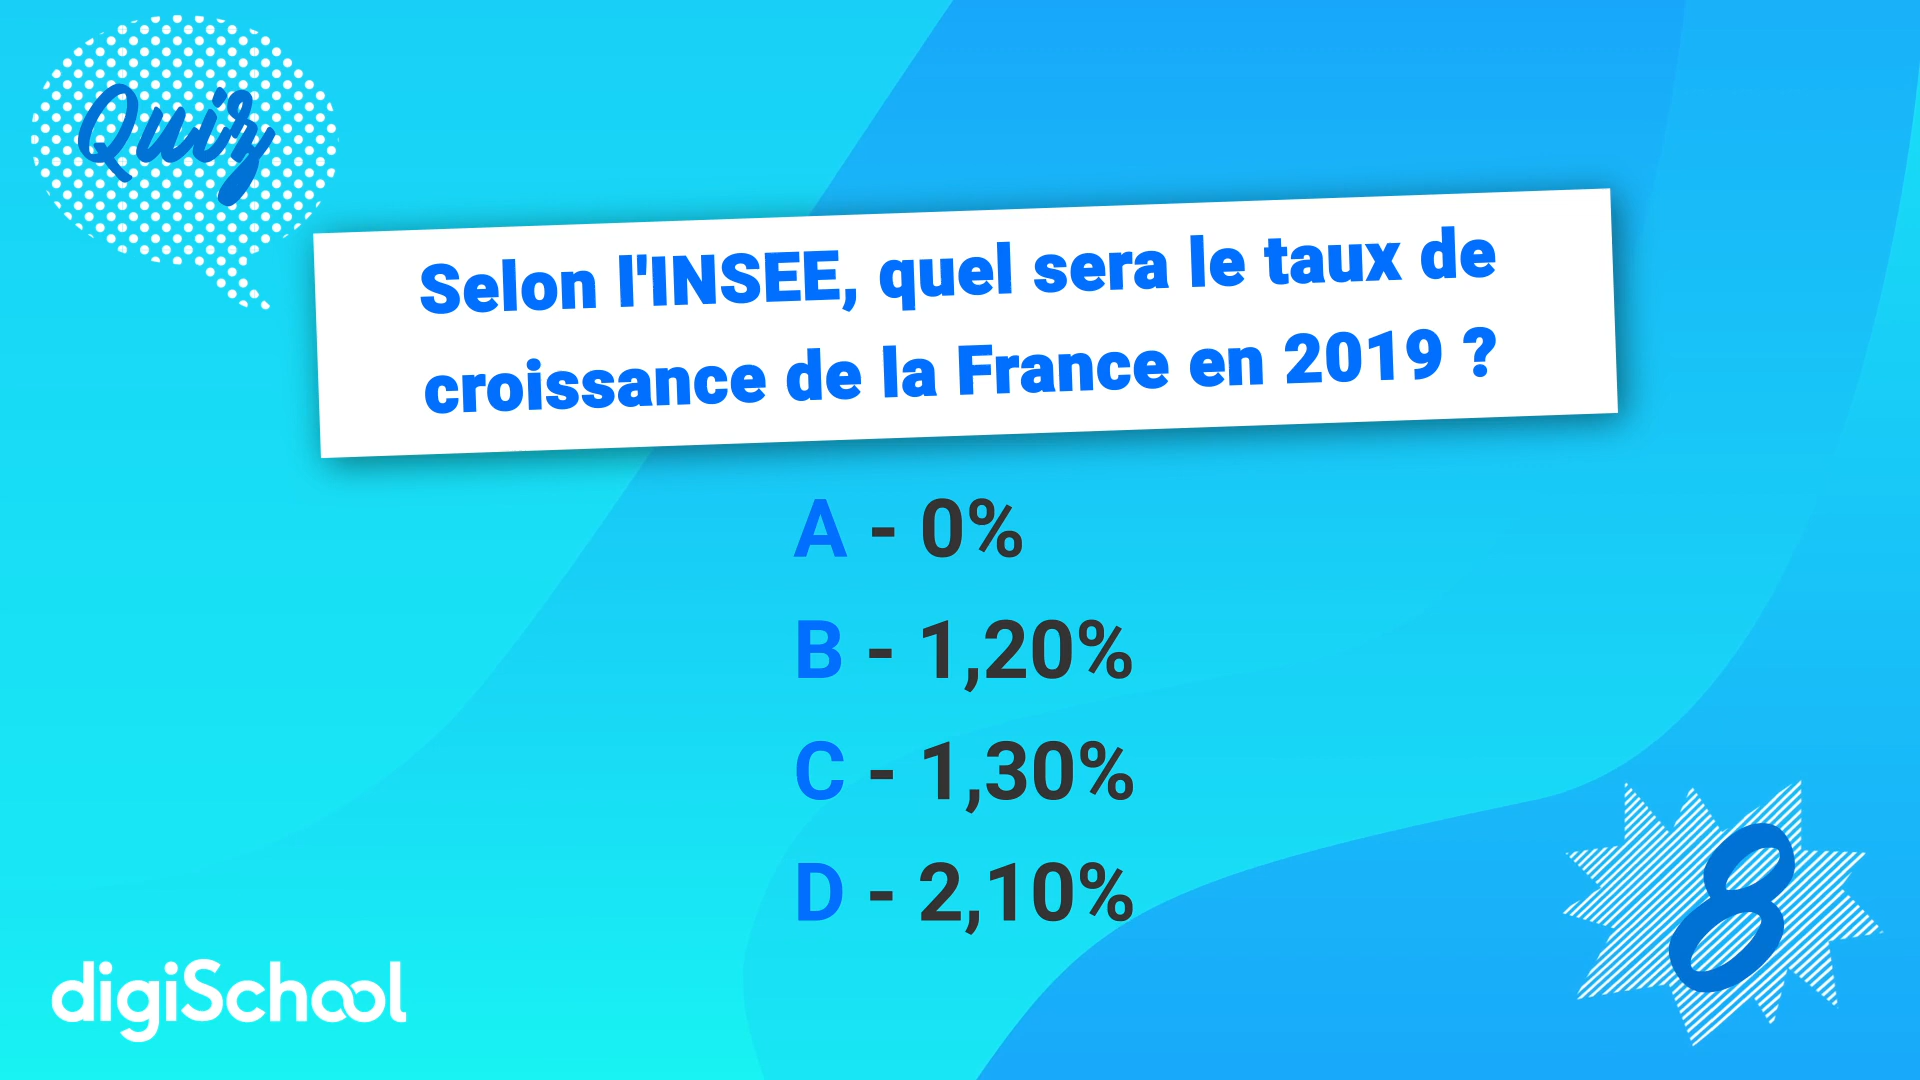 Quiz
Selon l'INSEE, quel sera le taux de
croissance de la France en 2019 ?
A - 0%
B - 1,20%
C - 1,30%
D - 2,10%
8
digiSchool